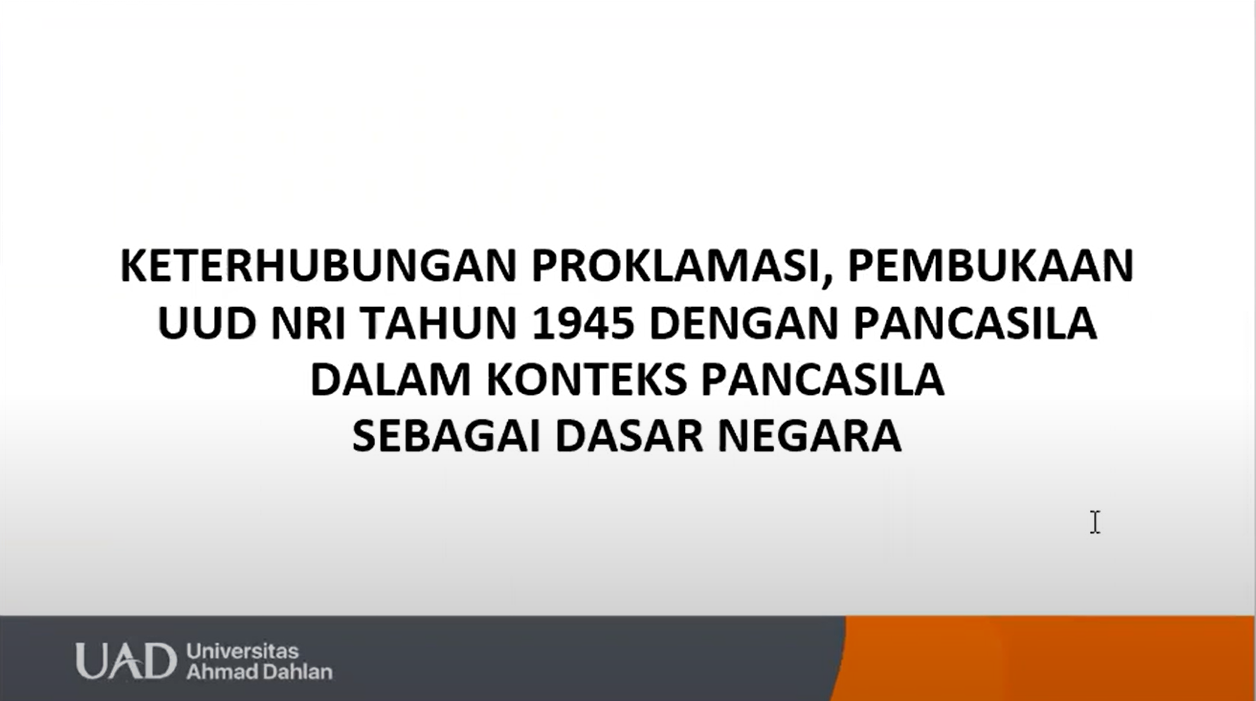 KETERHUBUNGAN PROKLAMASI, PEMBUKAAN
UUD NRI TAHUN 1945 DENGAN PANCASILA
DALAM KONTEKS PANCASILA
SEBAGAI DASAR NEGARA
UAD Universitas
Ahmad Dahlan